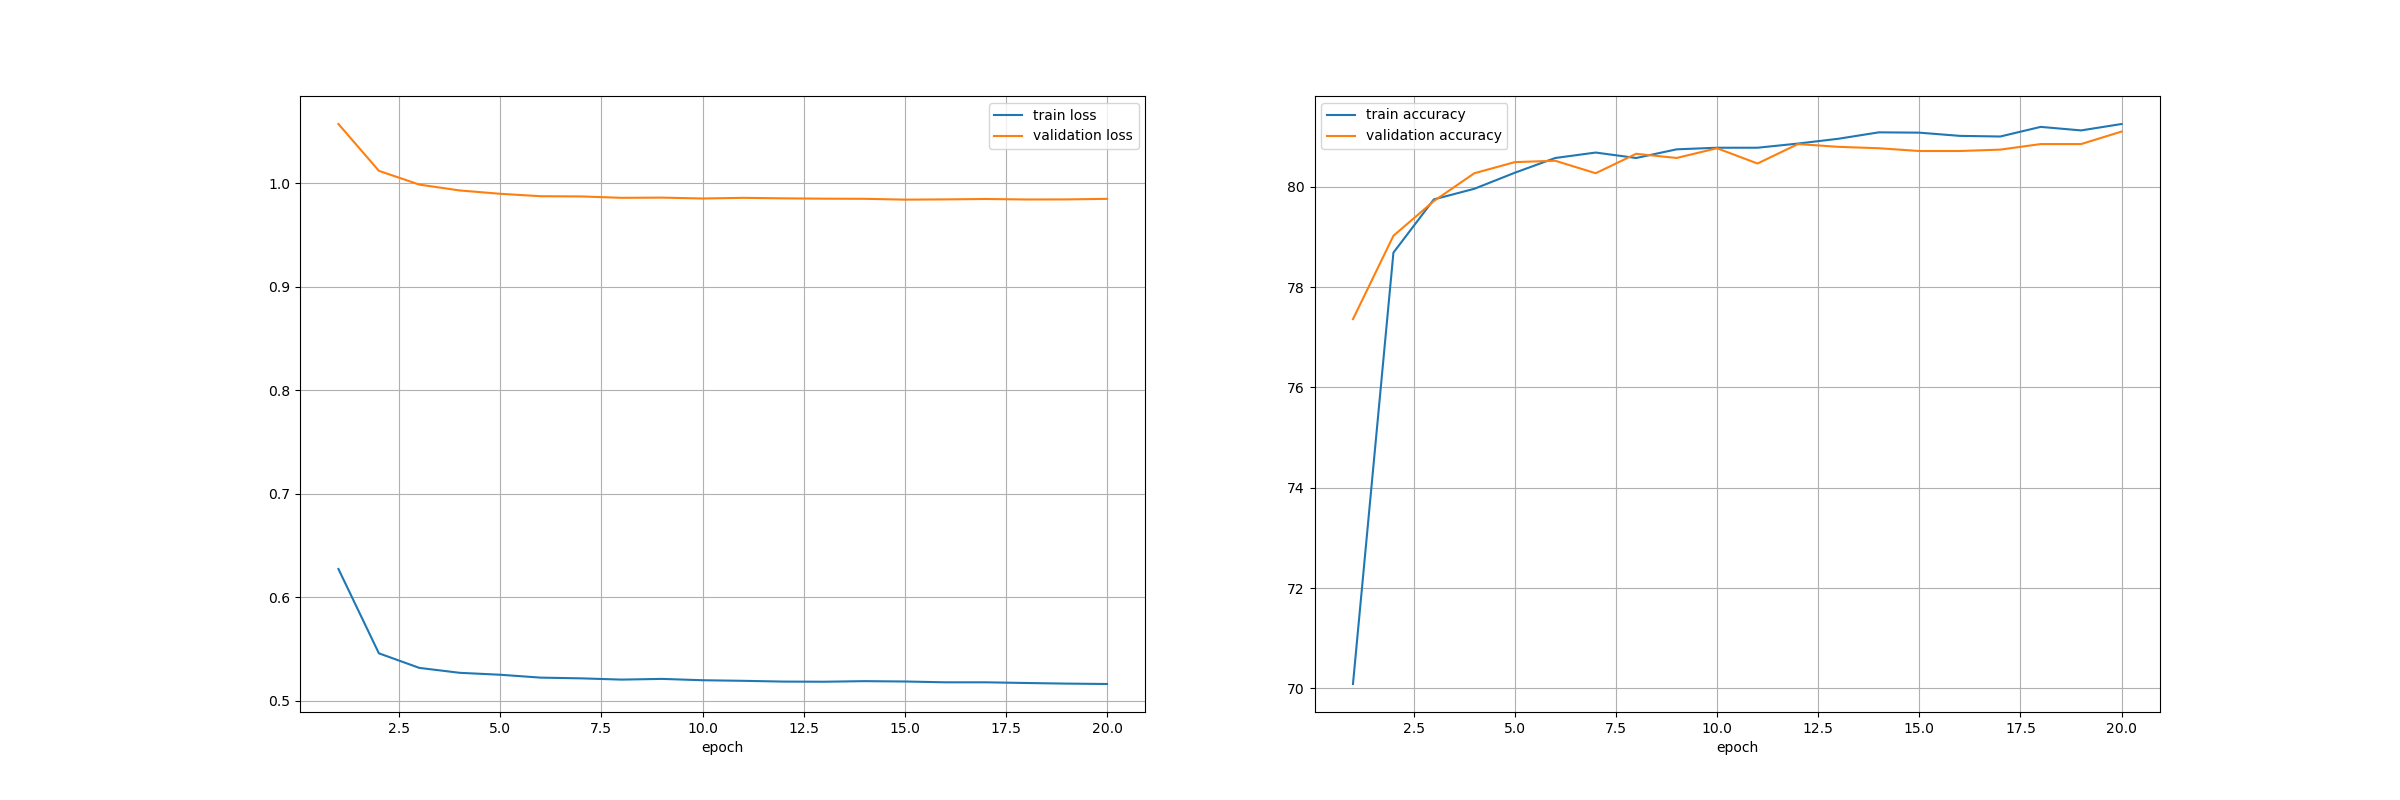 train loss
validation loss
1.0
0.9
0.8
0.7
0.6
0.5
2.5 5.0 7.5 10.0 12.5 15.0 17.5 20.0
epoch
train accuracy
validation accuracy
80
78
76
74
72
70
2.5 5.0 7.5 10.0 12.5 15.0 17.5 20.0
epoch